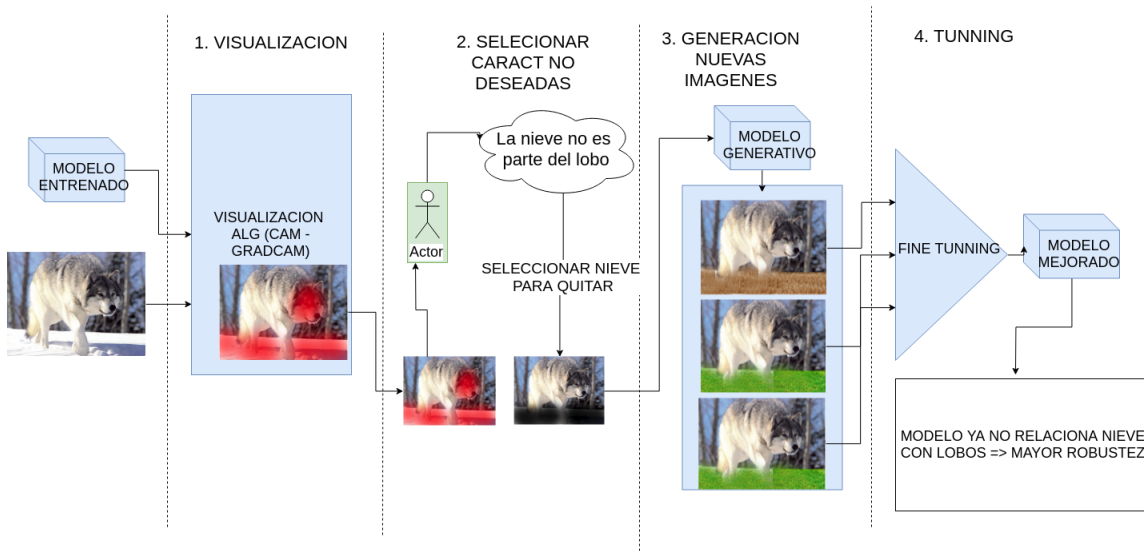 1. VISUALIZACION
2. SELECIONAR
CARACT NO
DESEADAS
3. GENERACION
NUEVAS
IMAGENES
4. TUNNING
MODELO
ENTRENADO
VISUALIZACION
ALG (CAM -
GRADCAM)
La nieve no es
parte del lobo
Actor
SELECCIONAR NIEVE
PARA QUITAR
MODELO
GENERATIVO
FINE TUNNING
MODELO
MEJORADO
MODELO YA NO RELACIONA NIEVE
CON LOBOS => MAYOR ROBUSTEZ